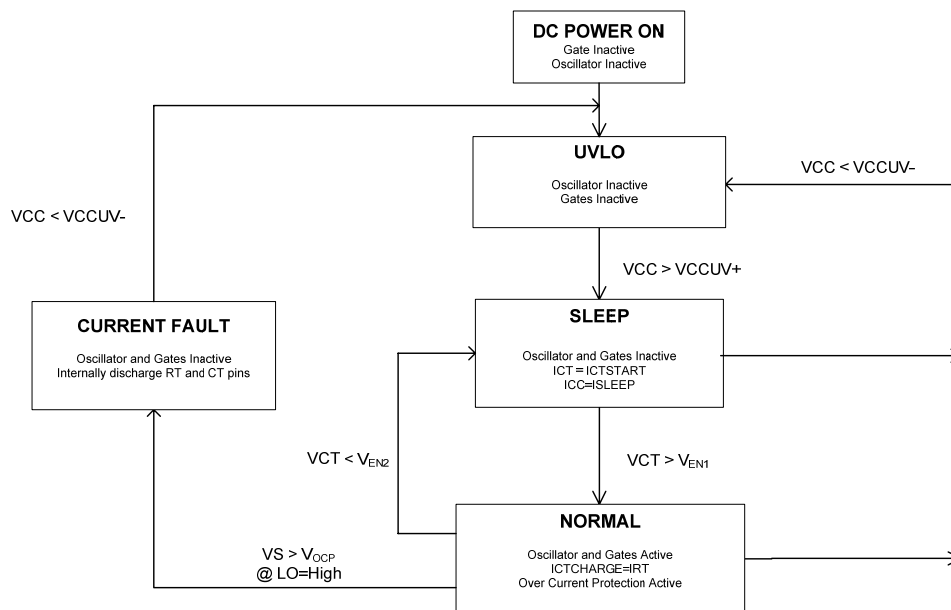 DC POWER ON
Gate Inactive
Oscillator Inactive
UVLO
Oscillator Inactive
Gates Inactive
VCC < VCCUV-
VCC < VCCUV-
VCC > VCCUV+
CURRENT FAULT
Oscillator and Gates Inactive
Internally discharge RT and CT pins
SLEEP
Oscillator and Gates Inactive
ICT = ICTSTART
ICC=ISLEEP
VCT < VEN2
VCT > VEN1
NORMAL
Oscillator and Gates Active
ICTCHARGE=IRT
Over Current Protection Active
VS > VOCP
@ LO=High